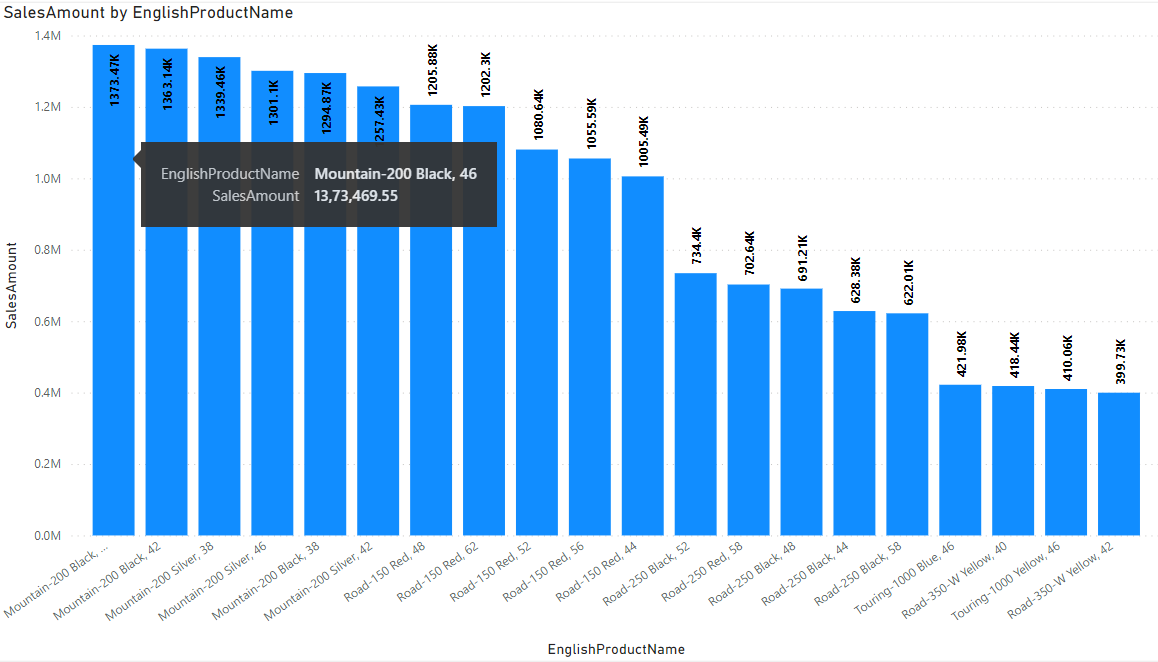 SalesAmount by EnglishProductName
1.4M
1.2M
1.0M
0.8M
0.6M
0.4M
0.2M
0.0M
SalesAmount
1373.47K
1363.14K
1339.46K
1301.1K
1294.87K
257.43K
1205.88K
1202.3K
1080.64K
1055.59K
1005.49K
734.4K
702.64K
691.21K
628.38K
622.01K
421.98K
418.44K
410.06K
399.73K
EnglishProductName Mountain-200 Black, 46
SalesAmount 13,73,469.55
Mountain-200 Black, ...
Mountain-200 Black, 42
Mountain-200 Silver, 38
Mountain-200 Silver, 46
Mountain-200 Black, 38
Mountain-200 Silver, 42
Road-150 Red, 48
Road-150 Red, 62
Road-150 Red, 52
Road-150 Red, 56
Road-150 Red, 44
Road-250 Black, 52
Road-250 Red, 58
Road-250 Black, 48
Road-250 Black, 44
Road-250 Black, 58
Touring-1000 Blue, 46
Road-350-W Yellow, 40
Touring-1000 Yellow, 46
Road-350-W Yellow, 42
EnglishProductName